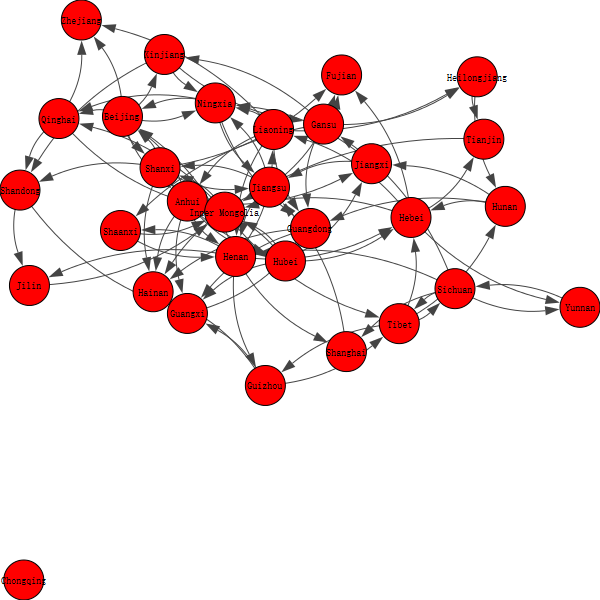 Zhejiang
Xinjiang
Fujian
Heilongjiang
Ningxia
Qinghai
Beijing
Liaoning
Gansu
Tianjin
Shanxi
Jiangxi
Shandong
Anhui
Jiangsu
Inner Mongolia
Hunan
Hebei
Shaanxi
Guangdong
Henan
Hubei
Jilin
Hainan
Sichuan
Guangxi
Yunnan
Tibet
Shanghai
Guizhou
Chongqing